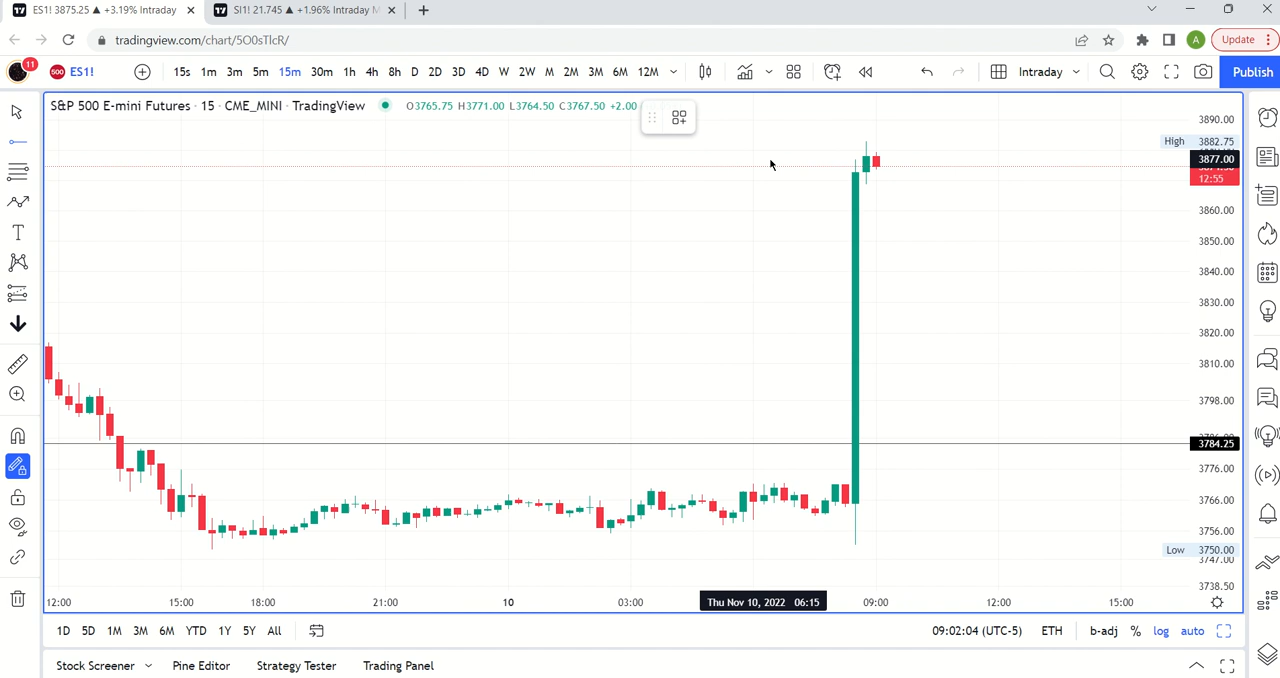 ES1! 3875.25 ▲ +3.19% Intraday
SI1! 21.745 ▲ +1.96% Intraday
tradingview.com/chart/5O0sTlcR/
A
Update
11
500
ES1!
15s 1m 3m 5m 15m 30m 1h 4h 8h D 2D 3D 4D W 2W M 2M 3M 6M 12M
Intraday
Publish
S&P 500 E-mini Futures · 15 · CME_MINI · TradingView
O3765.75 H3771.00 L3764.50 C3767.50 +2.00
3890.00
High 3882.75
3877.00
12:55
3860.00
3850.00
3840.00
3830.00
3820.00
3810.00
3798.00
3784.25
3776.00
3766.00
3756.00
Low 3750.00
3747.00
3738.50
12:00 15:00 18:00 21:00 10 03:00 Thu Nov 10, 2022 06:15 09:00 12:00 15:00
1D 5D 1M 3M 6M YTD 1Y 5Y All
09:02:04 (UTC-5) ETH b-adj % log auto
Stock Screener Pine Editor Strategy Tester Trading Panel